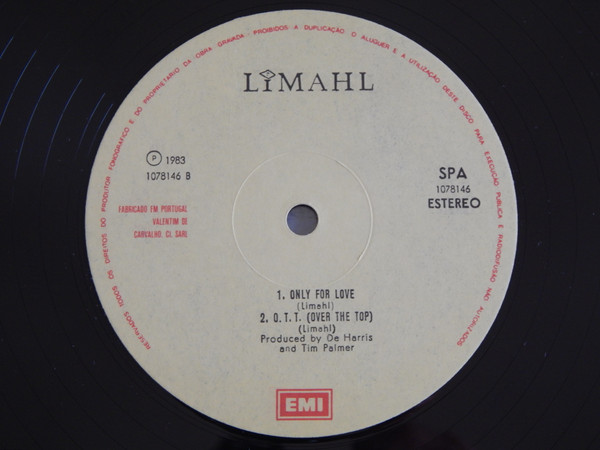 RESERVADOS TODOS OS DIREITOS DO PRODUTOR FONOGRÁFICO E DO PROPRIETARIO DA OBRA GRAVADA. PROIBIDOS A DUPLICAÇÃO O ALUGUER E A UTILIZAÇÃO DESTE DISCO PARA EXECUÇÃO PUBLICA E RADIODIFUSÃO NÃO AUTORIZADOS
LIMAHL
℗ 1983
1078146 B
SPA
1078146
ESTEREO
FABRICADO EM PORTUGAL
VALENTIM DE
CARVALHO. CI, SARL
1. ONLY FOR LOVE
(Limahl)
2. O. T. T. (OVER THE TOP)
(Limahl)
Produced by De Harris
and Tim Palmer
EMI